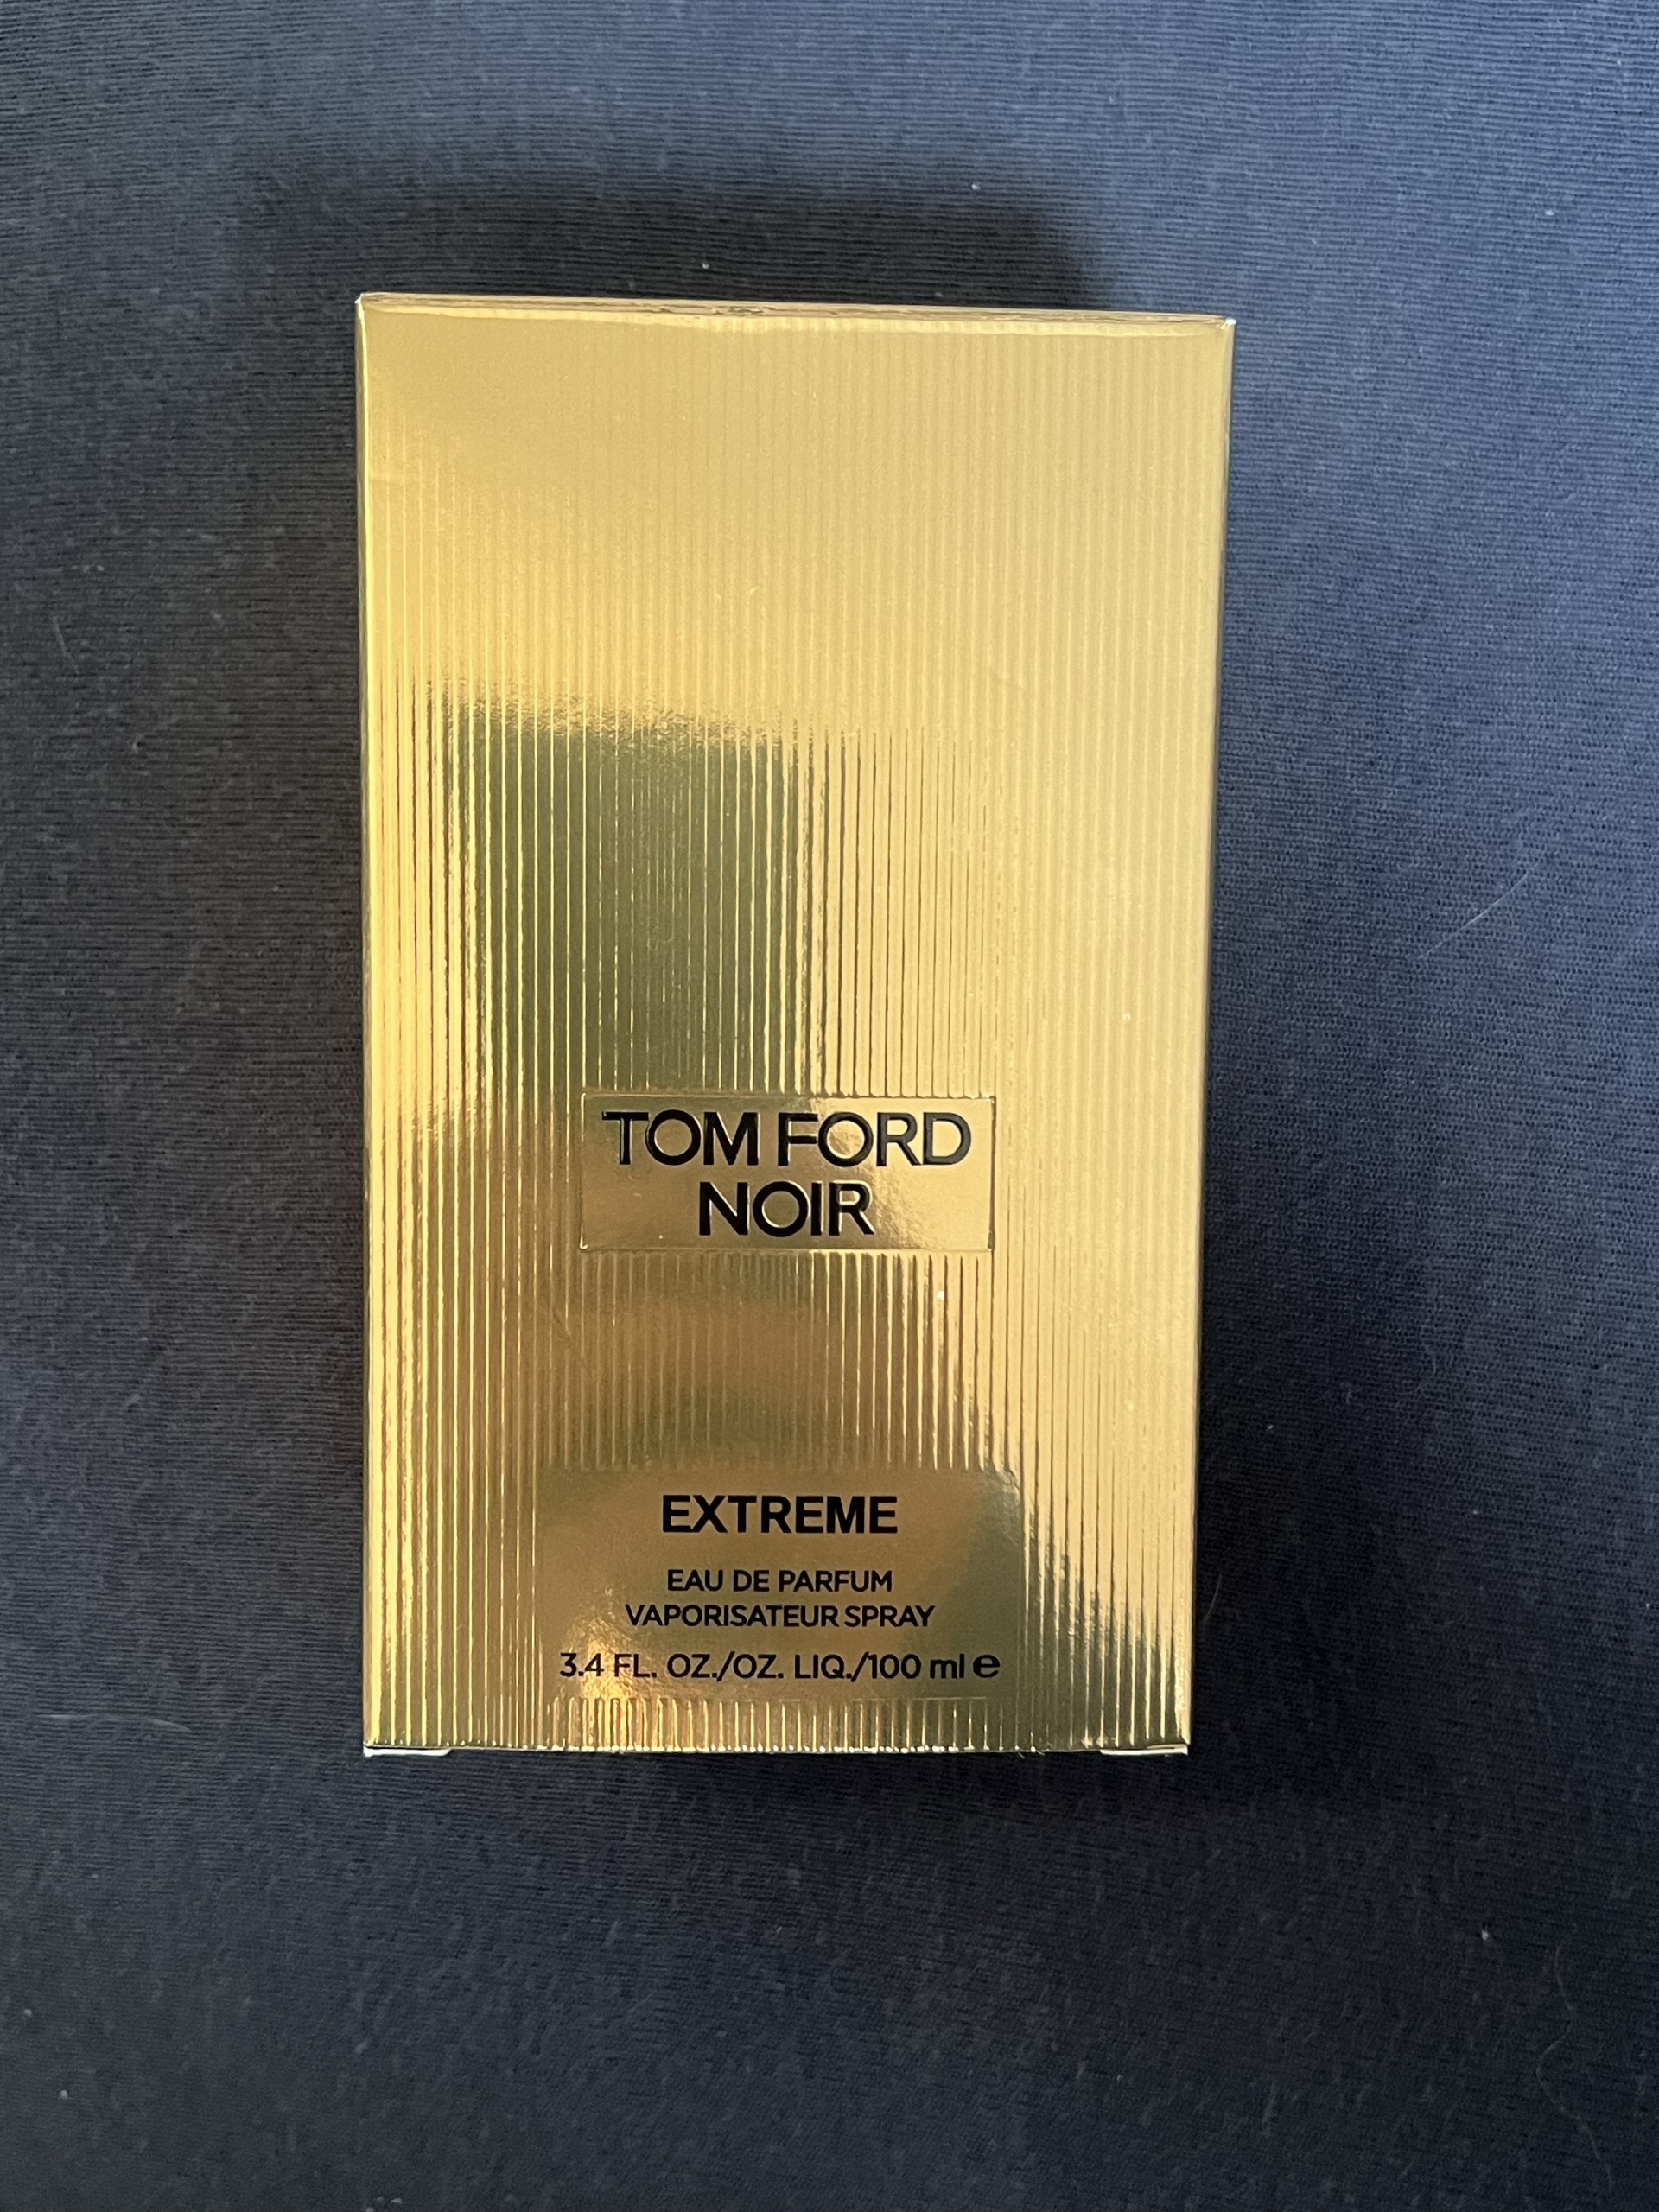 TOM FORD
NOIR
EXTREME
EAU DE PARFUM
VAPORISATEUR SPRAY
3.4 FL. OZ./OZ. LIQ./100 ml ℮